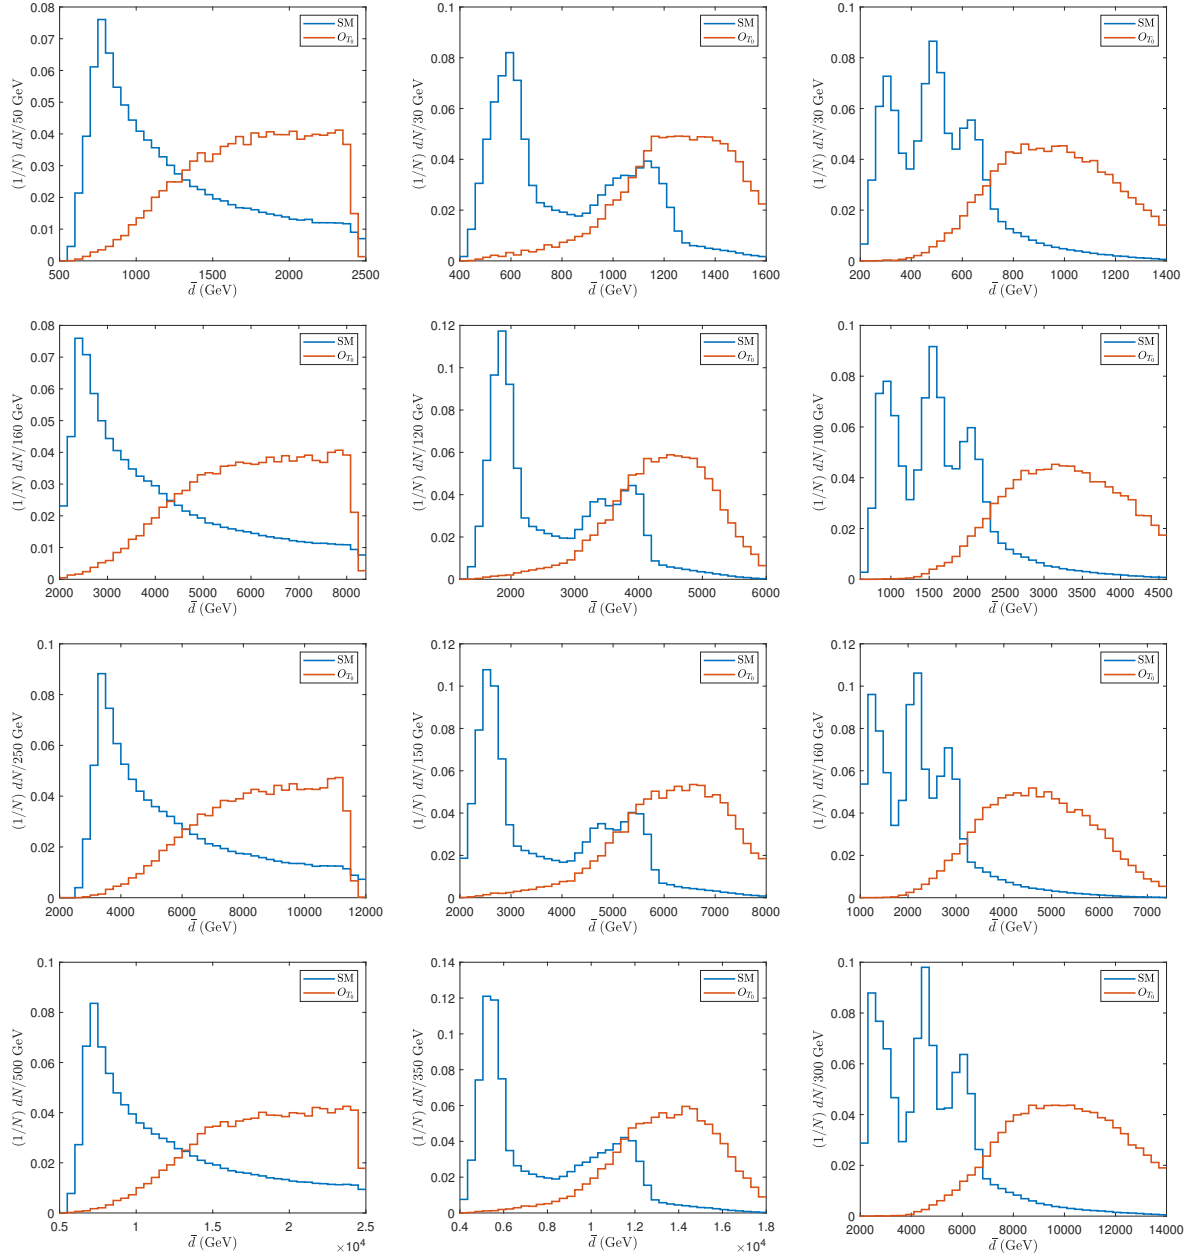 0.08
0.07
0.06
0.05
0.04
0.03
0.02
0.01
0
500 1000 1500 2000 2500
(1/N) dN/50 GeV
d̅ (GeV)
SM
O_{T_0}
0.1
0.08
0.06
0.04
0.02
0
400 600 800 1000 1200 1400 1600
(1/N) dN/30 GeV
d̅ (GeV)
SM
O_{T_0}
0.1
0.08
0.06
0.04
0.02
0
200 400 600 800 1000 1200 1400
(1/N) dN/30 GeV
d̅ (GeV)
SM
O_{T_0}
0.08
0.07
0.06
0.05
0.04
0.03
0.02
0.01
0
2000 3000 4000 5000 6000 7000 8000
(1/N) dN/160 GeV
d̅ (GeV)
SM
O_{T_0}
0.12
0.1
0.08
0.06
0.04
0.02
0
2000 3000 4000 5000 6000
(1/N) dN/120 GeV
d̅ (GeV)
SM
O_{T_0}
0.1
0.08
0.06
0.04
0.02
0
1000 1500 2000 2500 3000 3500 4000 4500
(1/N) dN/100 GeV
d̅ (GeV)
SM
O_{T_0}
0.1
0.08
0.06
0.04
0.02
0
2000 4000 6000 8000 10000 12000
(1/N) dN/250 GeV
d̅ (GeV)
SM
O_{T_0}
0.12
0.1
0.08
0.06
0.04
0.02
0
2000 3000 4000 5000 6000 7000 8000
(1/N) dN/150 GeV
d̅ (GeV)
SM
O_{T_0}
0.12
0.1
0.08
0.06
0.04
0.02
0
1000 2000 3000 4000 5000 6000 7000
(1/N) dN/160 GeV
d̅ (GeV)
SM
O_{T_0}
0.1
0.08
0.06
0.04
0.02
0
0.5 1 1.5 2 2.5
×10⁴
(1/N) dN/500 GeV
d̅ (GeV)
SM
O_{T_0}
0.14
0.12
0.1
0.08
0.06
0.04
0.02
0
0.4 0.6 0.8 1 1.2 1.4 1.6 1.8
×10⁴
(1/N) dN/350 GeV
d̅ (GeV)
SM
O_{T_0}
0.1
0.08
0.06
0.04
0.02
0
2000 4000 6000 8000 10000 12000 14000
(1/N) dN/300 GeV
d̅ (GeV)
SM
O_{T_0}